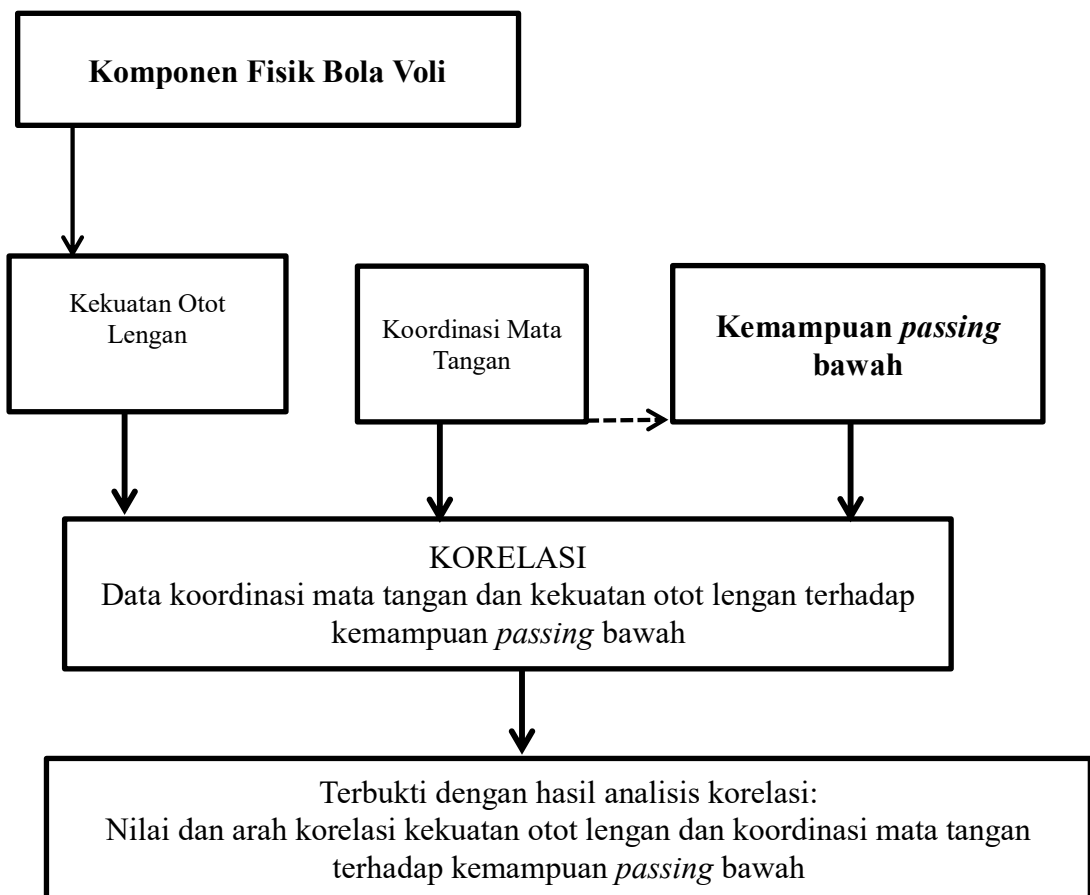 Komponen Fisik Bola Voli
Kekuatan Otot
Lengan
Koordinasi Mata
Tangan
Kemampuan passing
bawah
KORELASI
Data koordinasi mata tangan dan kekuatan otot lengan terhadap
kemampuan passing bawah
Terbukti dengan hasil analisis korelasi:
Nilai dan arah korelasi kekuatan otot lengan dan koordinasi mata tangan
terhadap kemampuan passing bawah